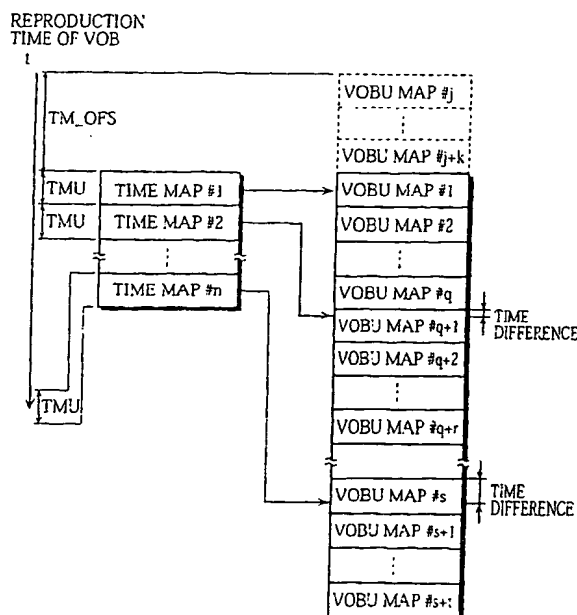 REPRODUCTION
TIME OF VOB
t
TM_OFS
TMU
TMU
TMU
TIME MAP #1
TIME MAP #2
⋮
TIME MAP #n
VOBU MAP #j
⋮
VOBU MAP #j+k
VOBU MAP #1
VOBU MAP #2
⋮
VOBU MAP #q
VOBU MAP #q+1
VOBU MAP #q+2
⋮
VOBU MAP #q+r
VOBU MAP #s
VOBU MAP #s+1
⋮
VOBU MAP #s+t
TIME
DIFFERENCE
TIME
DIFFERENCE